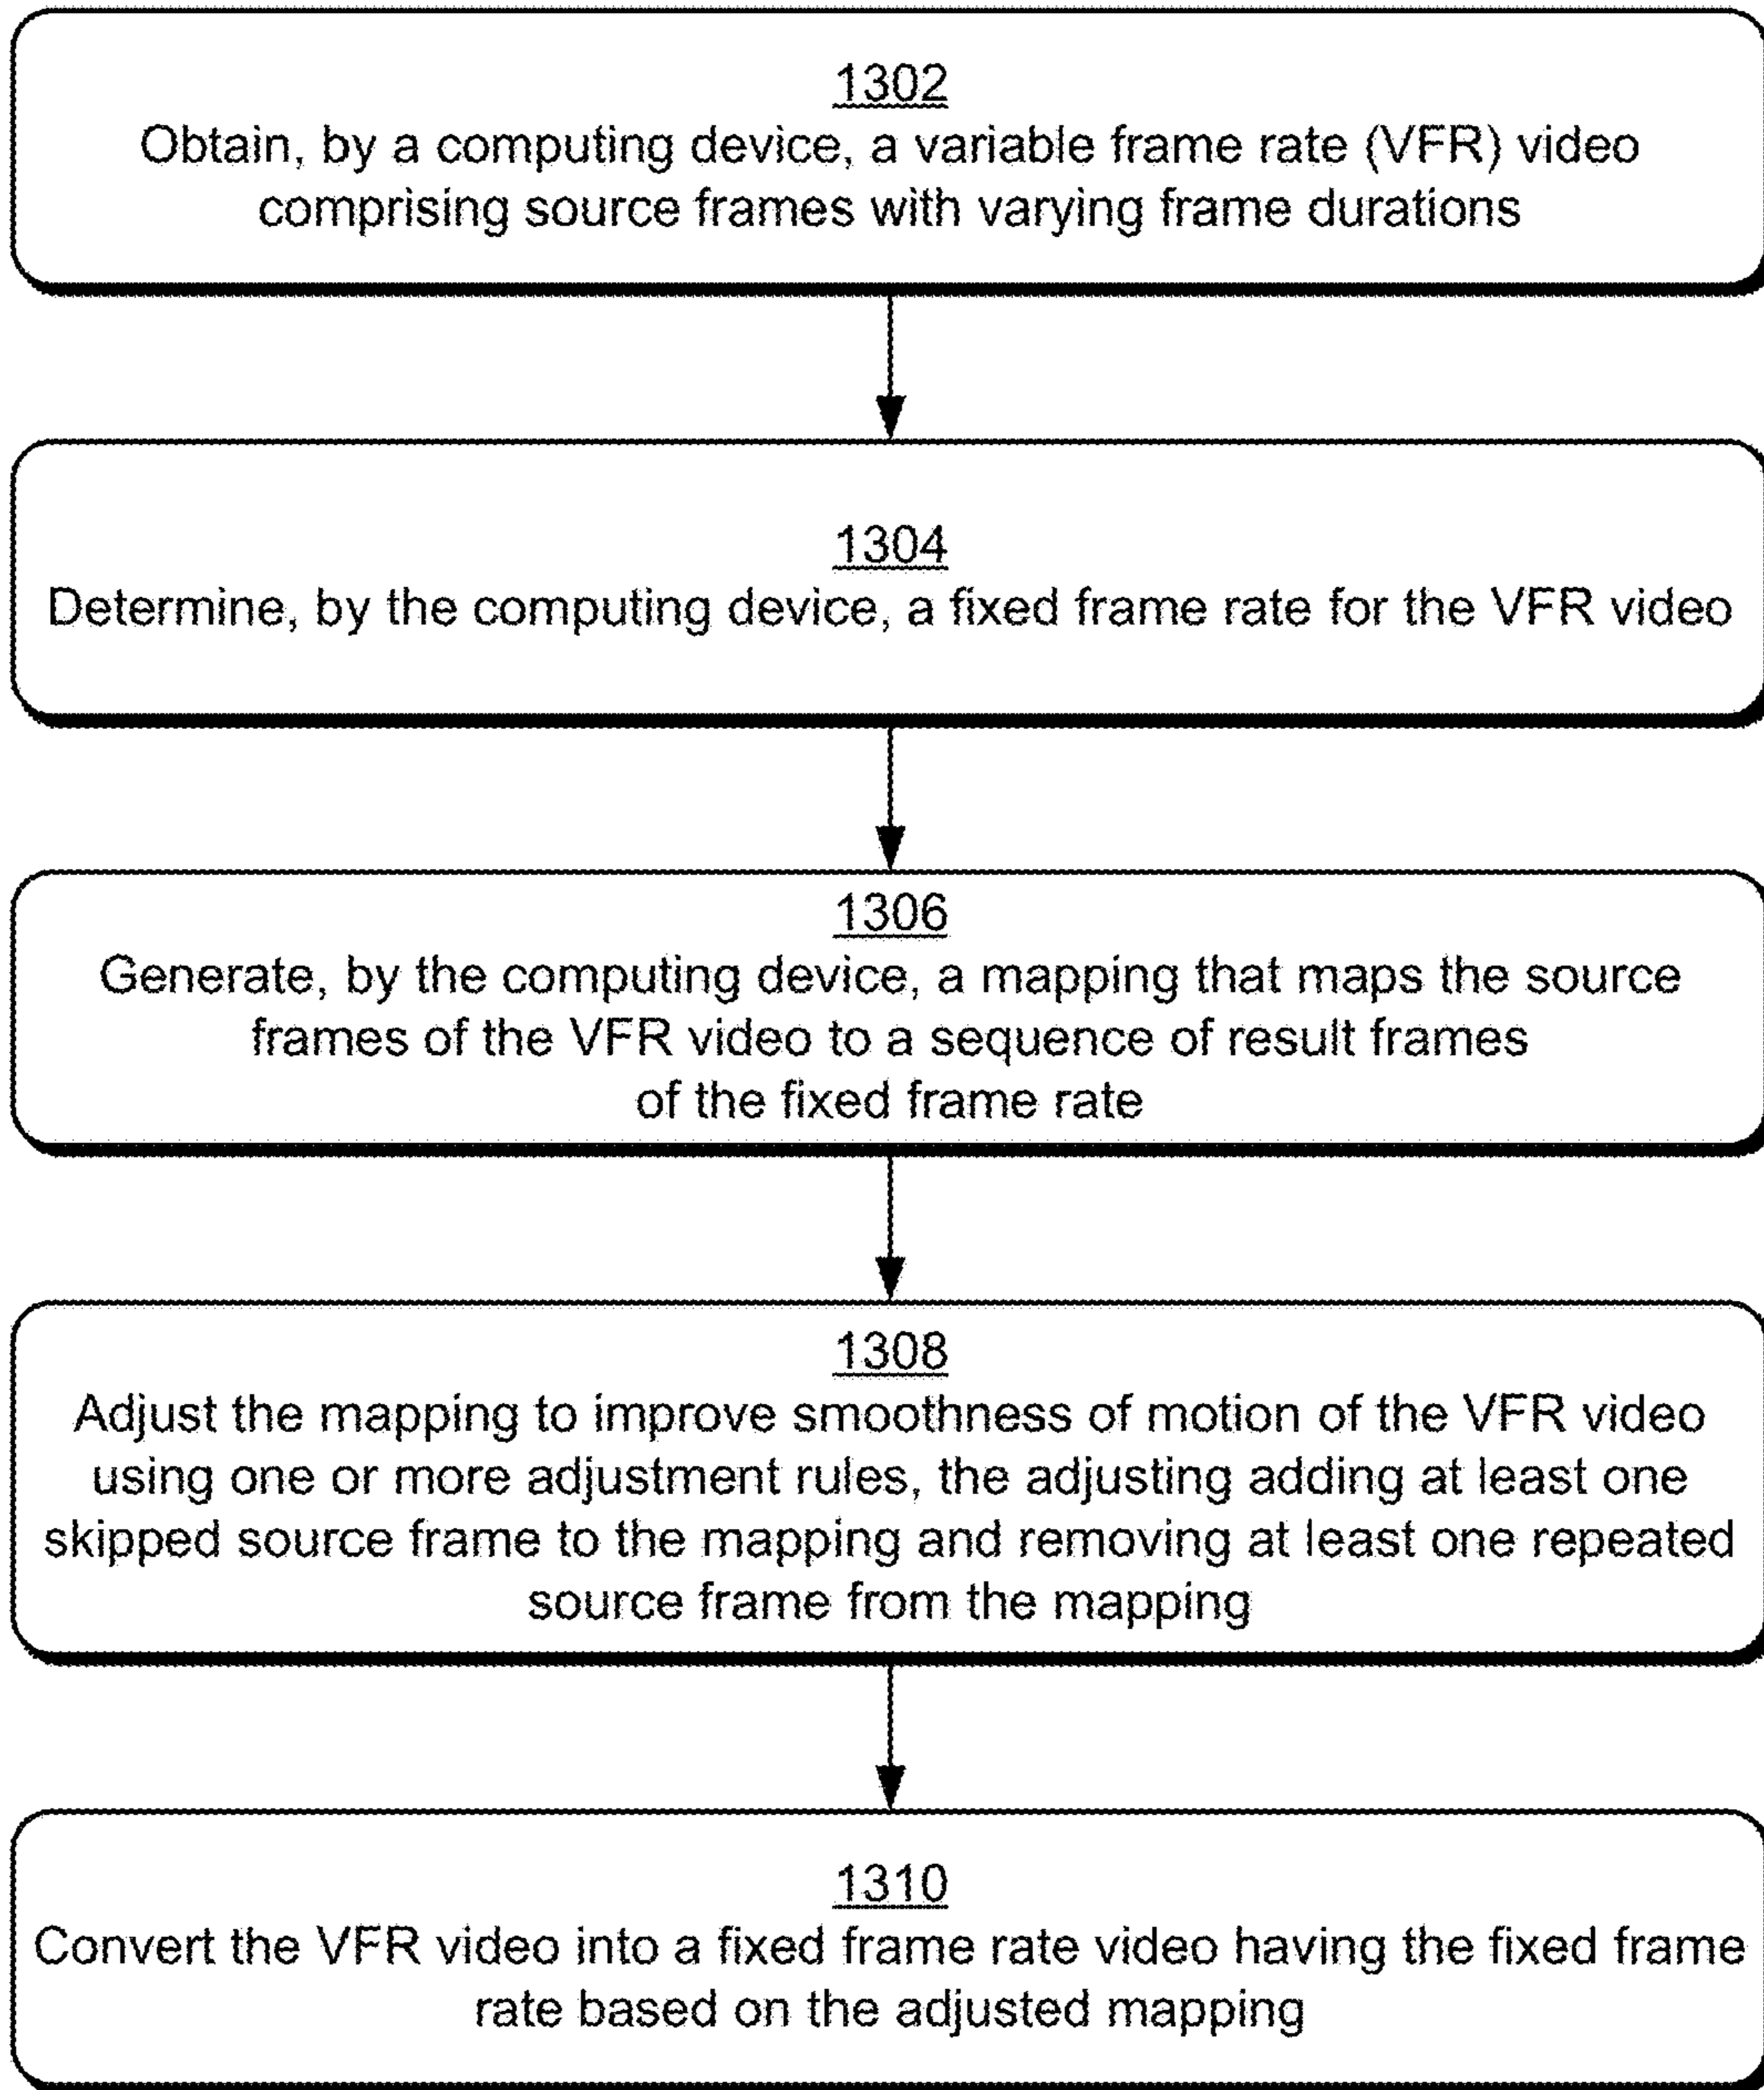 1302
Obtain, by a computing device, a variable frame rate (VFR) video
comprising source frames with varying frame durations
1304
Determine, by the computing device, a fixed frame rate for the VFR video
1306
Generate, by the computing device, a mapping that maps the source
frames of the VFR video to a sequence of result frames
of the fixed frame rate
1308
Adjust the mapping to improve smoothness of motion of the VFR video
using one or more adjustment rules, the adjusting adding at least one
skipped source frame to the mapping and removing at least one repeated
source frame from the mapping
1310
Convert the VFR video into a fixed frame rate video having the fixed frame
rate based on the adjusted mapping